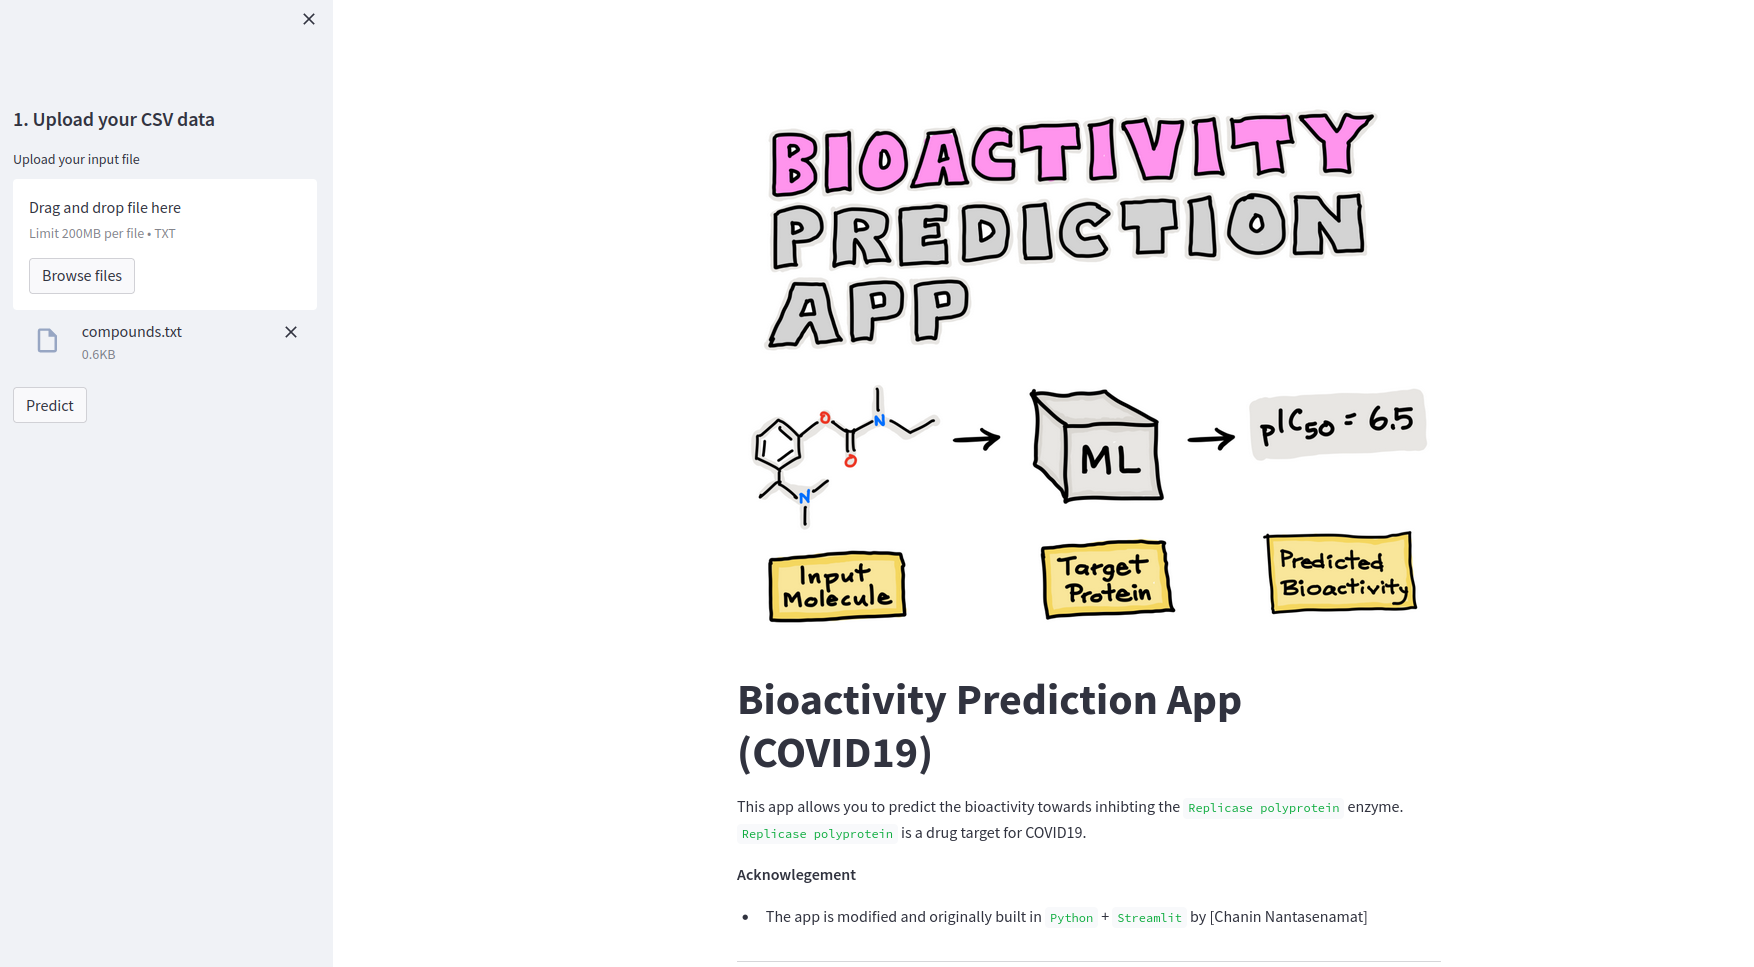 1. Upload your CSV data
Upload your input file
Drag and drop file here
Limit 200MB per file • TXT
Browse files
compounds.txt
0.6KB
Predict
BIOACTIVITY
PREDICTION
APP
O
N
O
N
ML
pIC50 = 6.5
Input
Molecule
Target
Protein
Predicted
Bioactivity
Bioactivity Prediction App
(COVID19)
This app allows you to predict the bioactivity towards inhibting the Replicase polyprotein enzyme.
Replicase polyprotein is a drug target for COVID19.
Acknowlegement
• The app is modified and originally built in Python + Streamlit by [Chanin Nantasenamat]